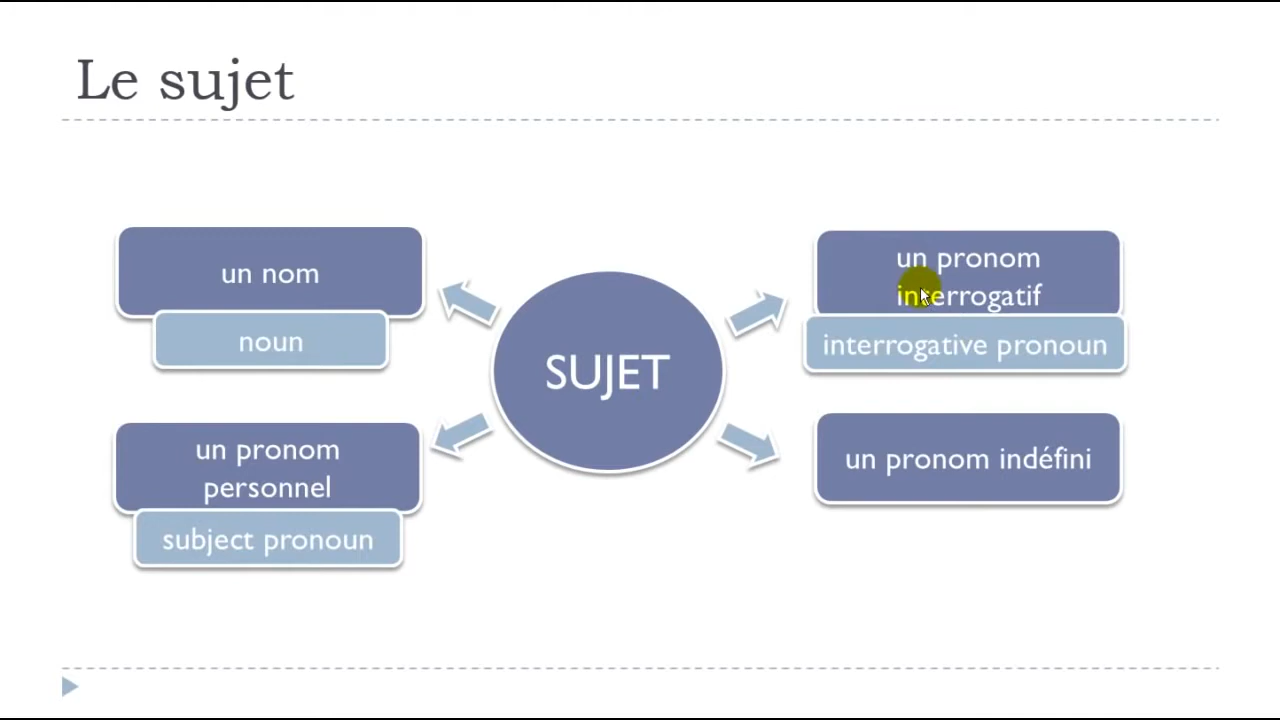 Le sujet
un nom
noun
un pronom
personnel
subject pronoun
SUJET
un pronom
interrogatif
interrogative pronoun
un pronom indéfini